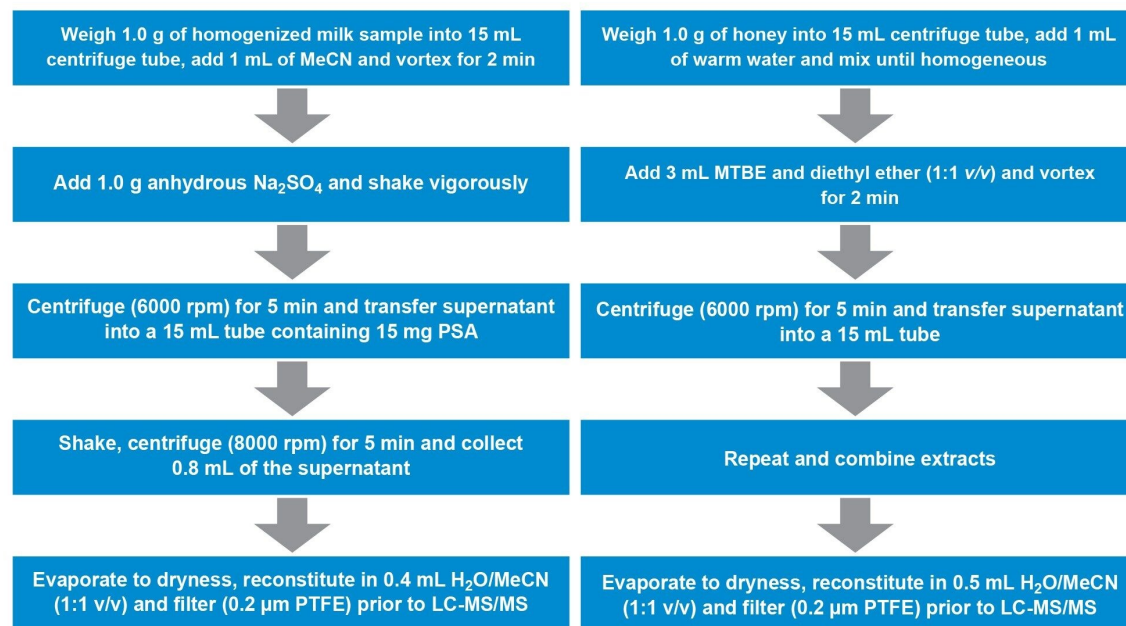 Weigh 1.0 g of homogenized milk sample into 15 mL
centrifuge tube, add 1 mL of MeCN and vortex for 2 min
Add 1.0 g anhydrous Na₂SO₄ and shake vigorously
Centrifuge (6000 rpm) for 5 min and transfer supernatant
into a 15 mL tube containing 15 mg PSA
Shake, centrifuge (8000 rpm) for 5 min and collect
0.8 mL of the supernatant
Evaporate to dryness, reconstitute in 0.4 mL H₂O/MeCN
(1:1 v/v) and filter (0.2 µm PTFE) prior to LC-MS/MS
Weigh 1.0 g of honey into 15 mL centrifuge tube, add 1 mL
of warm water and mix until homogeneous
Add 3 mL MTBE and diethyl ether (1:1 v/v) and vortex
for 2 min
Centrifuge (6000 rpm) for 5 min and transfer supernatant
into a 15 mL tube
Repeat and combine extracts
Evaporate to dryness, reconstitute in 0.5 mL H₂O/MeCN
(1:1 v/v) and filter (0.2 µm PTFE) prior to LC-MS/MS